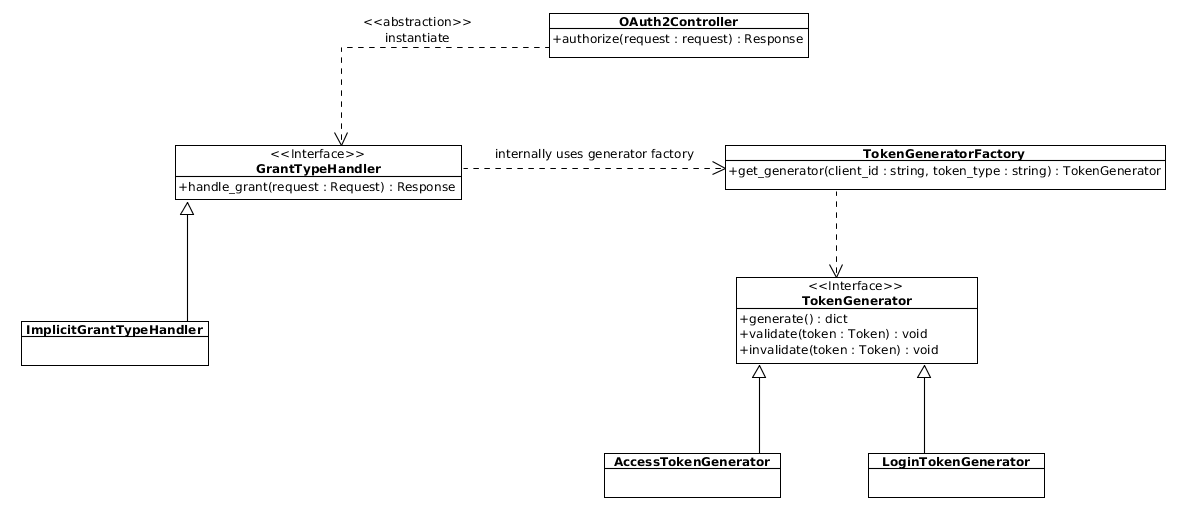 <<abstraction>>
instantiate
OAuth2Controller
+authorize(request : request) : Response
<<Interface>>
GrantTypeHandler
+handle_grant(request : Request) : Response
internally uses generator factory
TokenGeneratorFactory
+get_generator(client_id : string, token_type : string) : TokenGenerator
<<Interface>>
TokenGenerator
+generate() : dict
+validate(token : Token) : void
+invalidate(token : Token) : void
ImplicitGrantTypeHandler
AccessTokenGenerator
LoginTokenGenerator